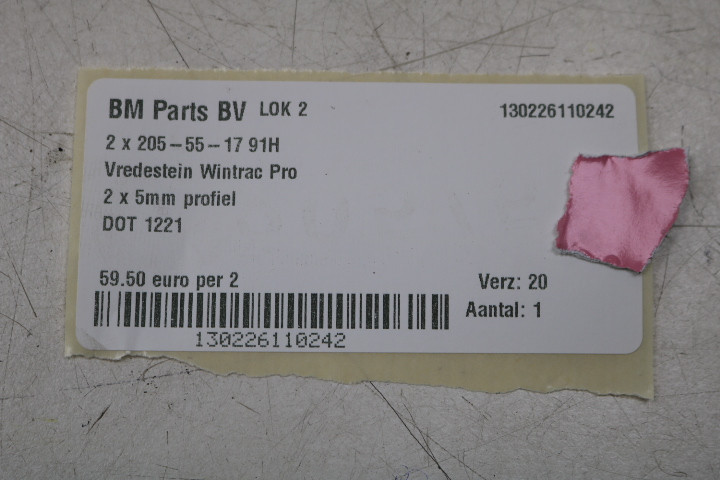 BM Parts BV LOK 2 130226110242
2 x 205--55--17 91H
Vredestein Wintrac Pro
2 x 5mm profiel
DOT 1221
59.50 euro per 2 Verz: 20
Aantal: 1
130226110242